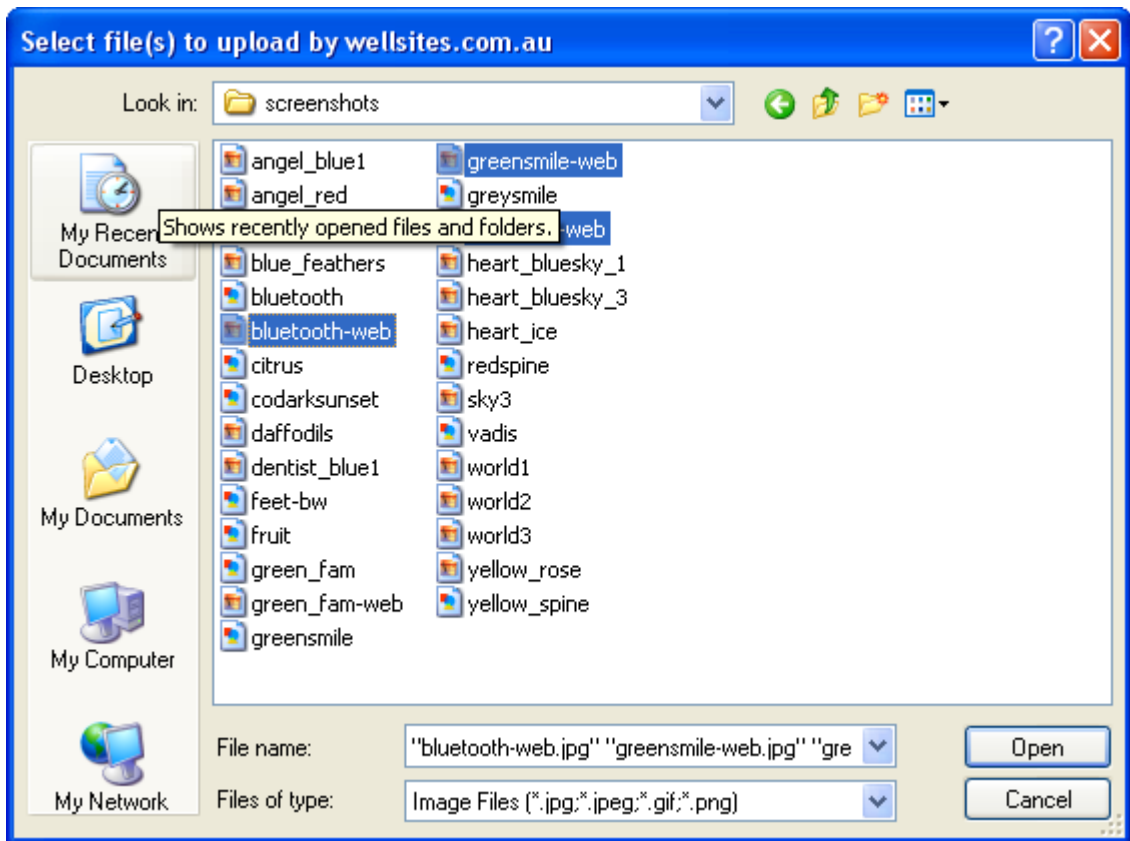 Select file(s) to upload by wellsites.com.au
Look in:
screenshots
My Recen
Documents
Desktop
My Documents
My Computer
My Network
angel_blue1
angel_red
Shows recently opened files and folders.
blue_feathers
bluetooth
bluetooth-web
citrus
codarksunset
daffodils
dentist_blue1
feet-bw
fruit
green_fam
green_fam-web
greensmile
greensmile-web
greysmile
-web
heart_bluesky_1
heart_bluesky_3
heart_ice
redspine
sky3
vadis
world1
world2
world3
yellow_rose
yellow_spine
File name:
"bluetooth-web.jpg" "greensmile-web.jpg" "gre
Open
Files of type:
Image Files (*.jpg;*.jpeg;*.gif;*.png)
Cancel